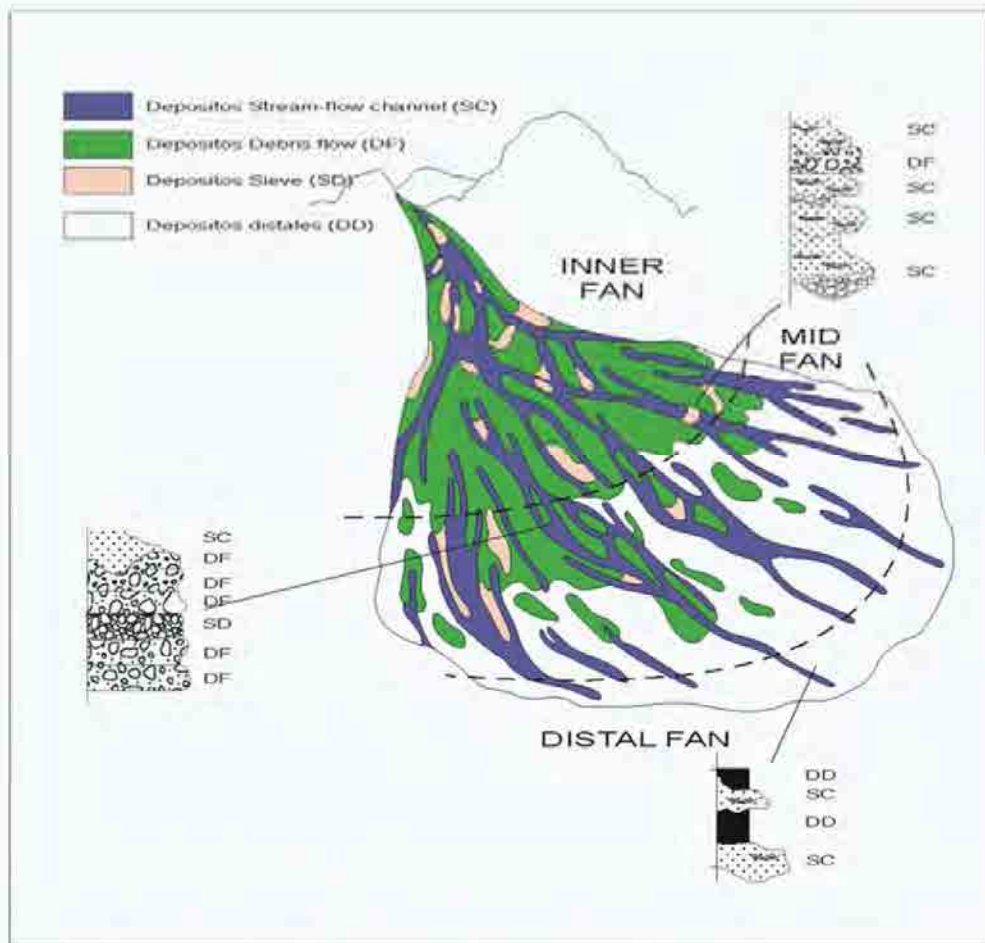 Depositos Stream-flow channel (SC)
Depositos Debris flow (DF)
Depositos Sieve (SD)
Depositos distales (DD)
SC
DF
SC
SC
SC
INNER
FAN
MID
FAN
SC
DF
DF
DF
SD
DF
DF
DISTAL FAN
DD
SC
DD
SC